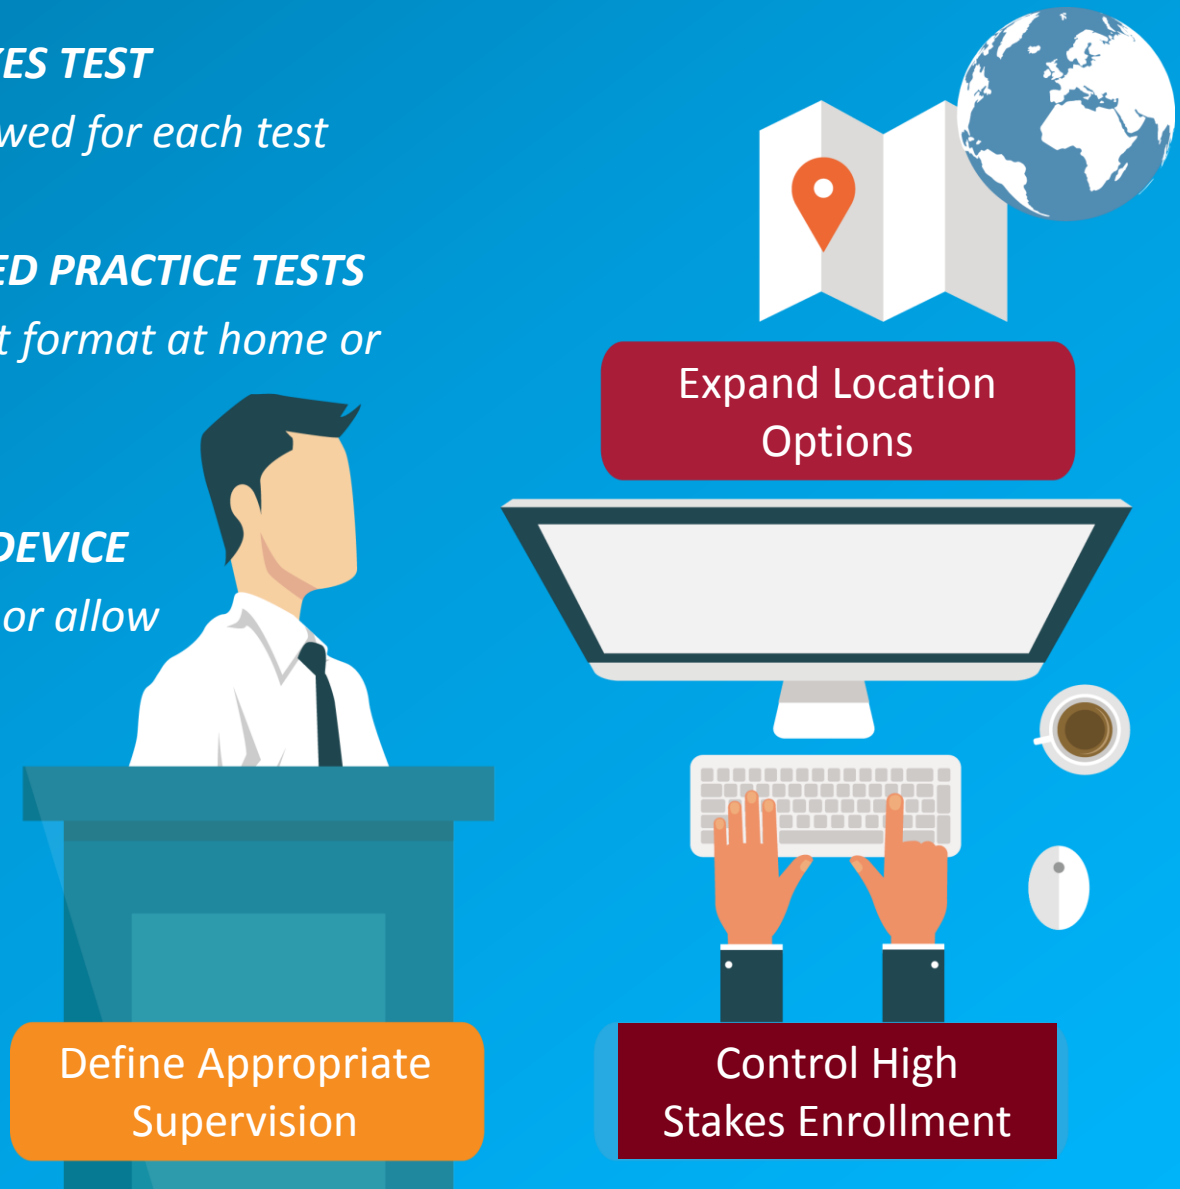 KES TEST
wed for each test
ED PRACTICE TESTS
t format at home or
DEVICE
or allow
Expand Location
Options
Define Appropriate
Supervision
Control High
Stakes Enrollment